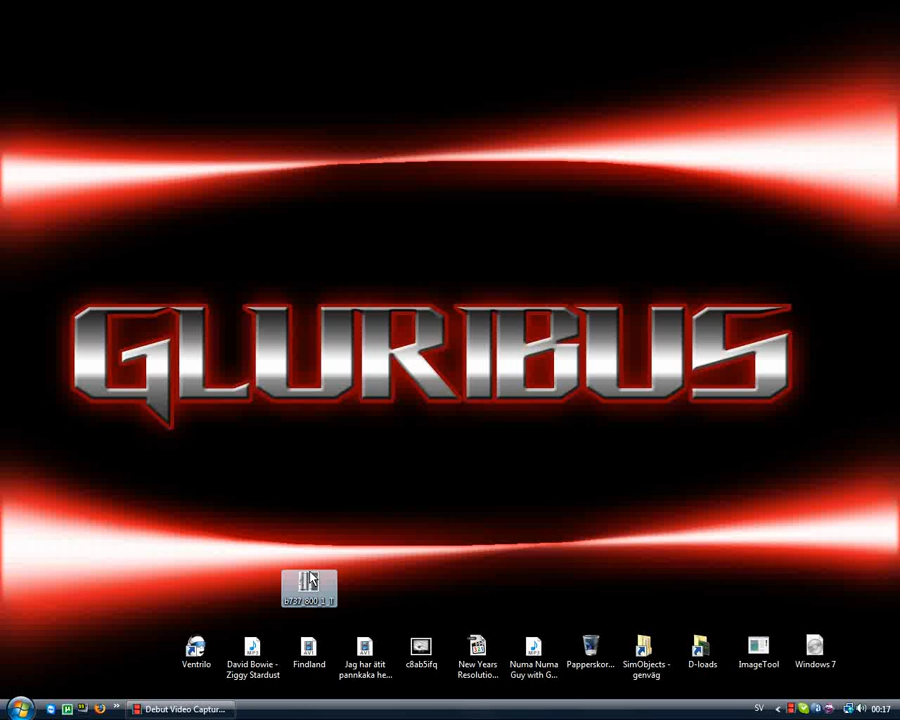 GLURIBUS
b737_800_1_T
Ventrilo
David Bowie -
Ziggy Stardust
Findland
Jag har ätit
pannkaka he...
c8ab5ifq
New Years
Resolutio...
Numa Numa
Guy with G...
Papperskor...
SimObjects -
genväg
D-loads
ImageTool
Windows 7
Debut Video Captur...
SV
00:17